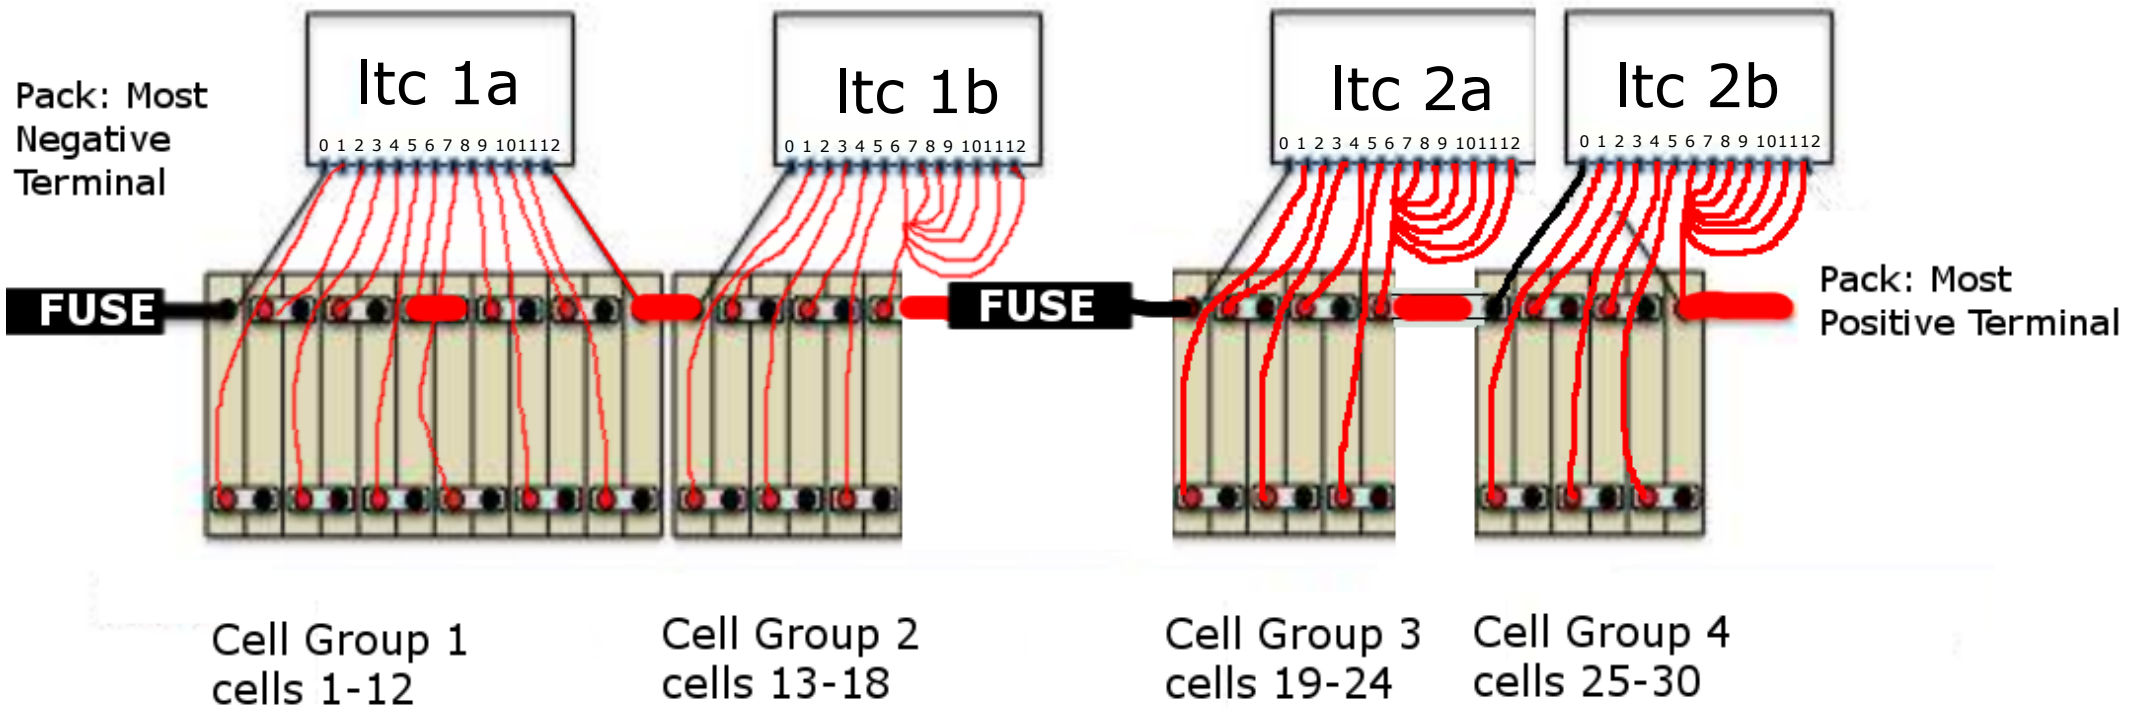 ltc 1a
0 1 2 3 4 5 6 7 8 9 10 11 12
ltc 1b
0 1 2 3 4 5 6 7 8 9 10 11 12
ltc 2a
0 1 2 3 4 5 6 7 8 9 10 11 12
ltc 2b
0 1 2 3 4 5 6 7 8 9 10 11 12
Pack: Most
Negative
Terminal
FUSE
FUSE
Pack: Most
Positive Terminal
Cell Group 1
cells 1-12
Cell Group 2
cells 13-18
Cell Group 3
cells 19-24
Cell Group 4
cells 25-30